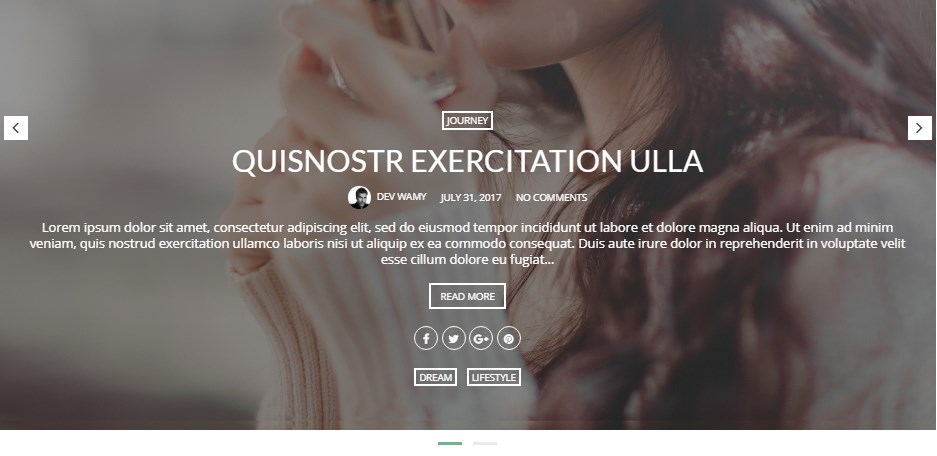 JOURNEY
QUISNOSTR EXERCITATION ULLA
DEV WAMY JULY 31, 2017 NO COMMENTS
Lorem ipsum dolor sit amet, consectetur adipiscing elit, sed do eiusmod tempor incididunt ut labore et dolore magna aliqua. Ut enim ad minim
veniam, quis nostrud exercitation ullamco laboris nisi ut aliquip ex ea commodo consequat. Duis aute irure dolor in reprehenderit in voluptate velit
esse cillum dolore eu fugiat...
READ MORE
DREAM LIFESTYLE